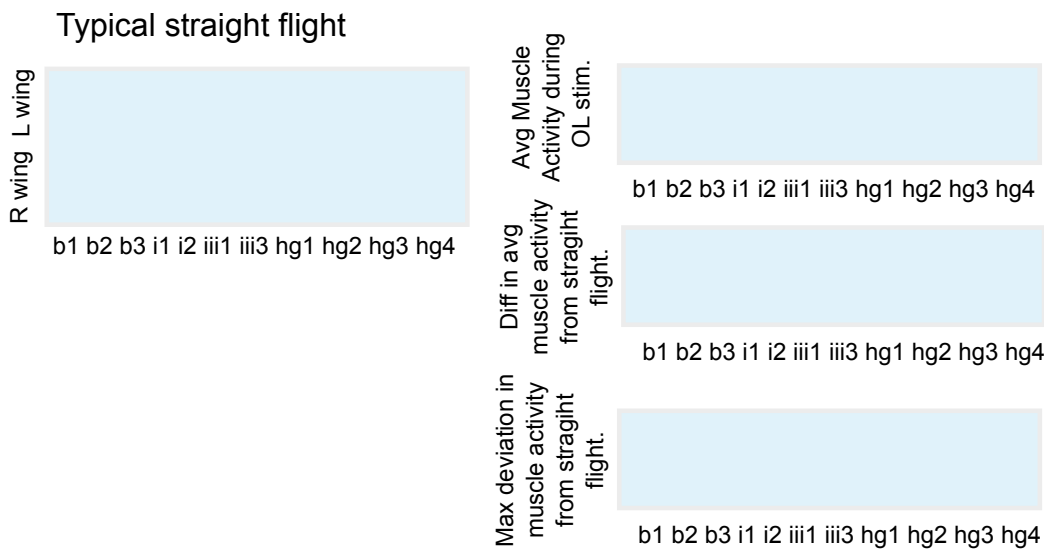 Typical straight flight
R wing L wing
b1 b2 b3 i1 i2 iii1 iii3 hg1 hg2 hg3 hg4
Avg Muscle
Activity during
OL stim.
b1 b2 b3 i1 i2 iii1 iii3 hg1 hg2 hg3 hg4
Diff in avg
muscle activity
from stragiht
flight.
b1 b2 b3 i1 i2 iii1 iii3 hg1 hg2 hg3 hg4
Max deviation in
muscle activity
from stragiht
flight.
b1 b2 b3 i1 i2 iii1 iii3 hg1 hg2 hg3 hg4